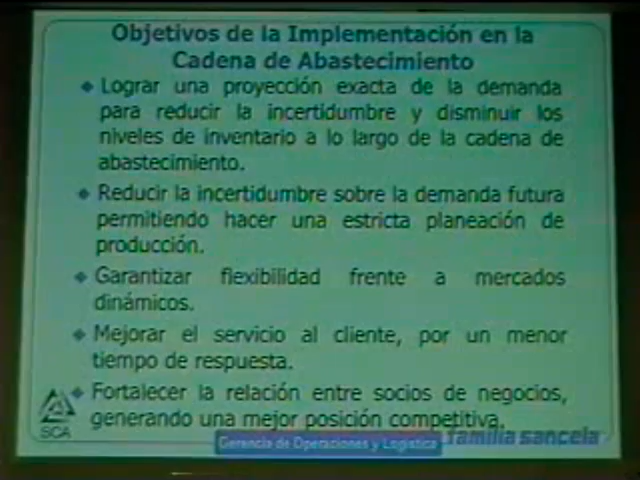 Objetivos de la Implementación en la
Cadena de Abastecimiento
Lograr una proyección exacta de la demanda
para reducir la incertidumbre y disminuir los
niveles de inventario a lo largo de la cadena de
abastecimiento.
Reducir la incertidumbre sobre la demanda futura
permitiendo hacer una estricta planeación de
producción.
Garantizar flexibilidad frente a mercados
dinámicos.
Mejorar el servicio al cliente, por un menor
tiempo de respuesta.
Fortalecer la relación entre socios de negocios,
generando una mejor posición competitiva.
SCA
Gerencia de Operaciones y Logística
familia sancela